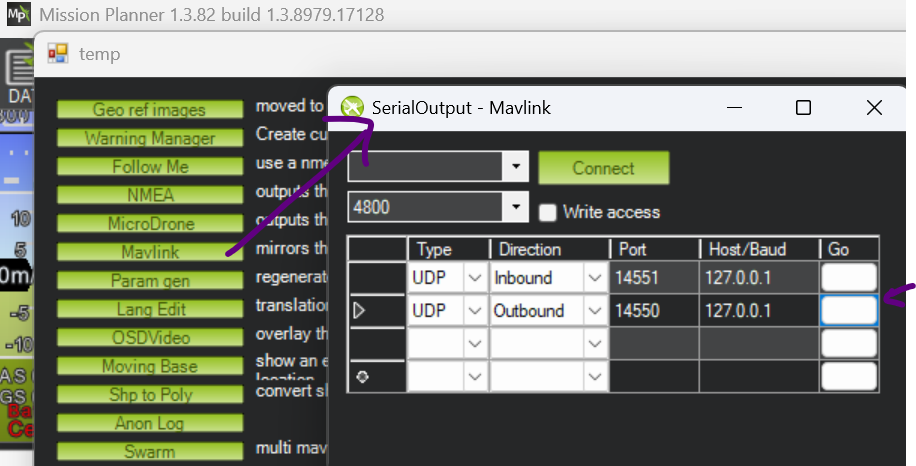 Mission Planner 1.3.82 build 1.3.8979.17128
temp
DA
Geo ref images moved to
Warning Manager Create cu
Follow Me use a nme
NMEA outputs th
MicroDrone outputs th
Mavlink mirrors th
Param gen regenerat
Lang Edit translation
OSDVideo overlay th
Moving Base show an e
location
Shp to Poly convert sh
Anon Log
Swarm multi mav
SerialOutput - Mavlink
Connect
4800 Write access
Type Direction Port Host/Baud Go
UDP Inbound 14551 127.0.0.1
UDP Outbound 14550 127.0.0.1
10
5
0m/
-5
-10
AS
GS
Ba
Ce